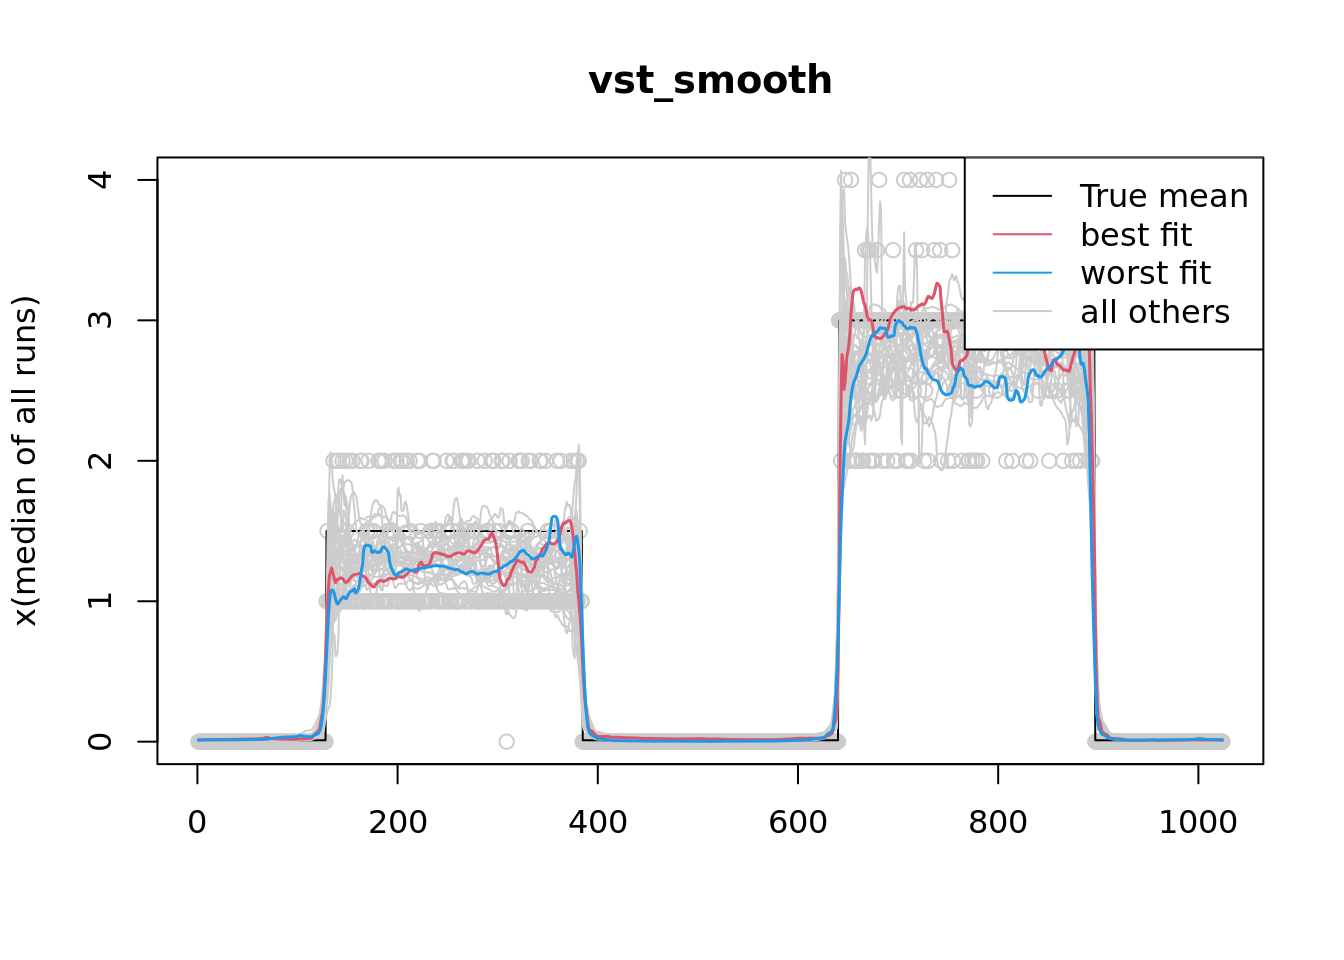 vst_smooth
x(median of all runs)
4
3
2
1
0
True mean
best fit
worst fit
all others
0 200 400 600 800 1000